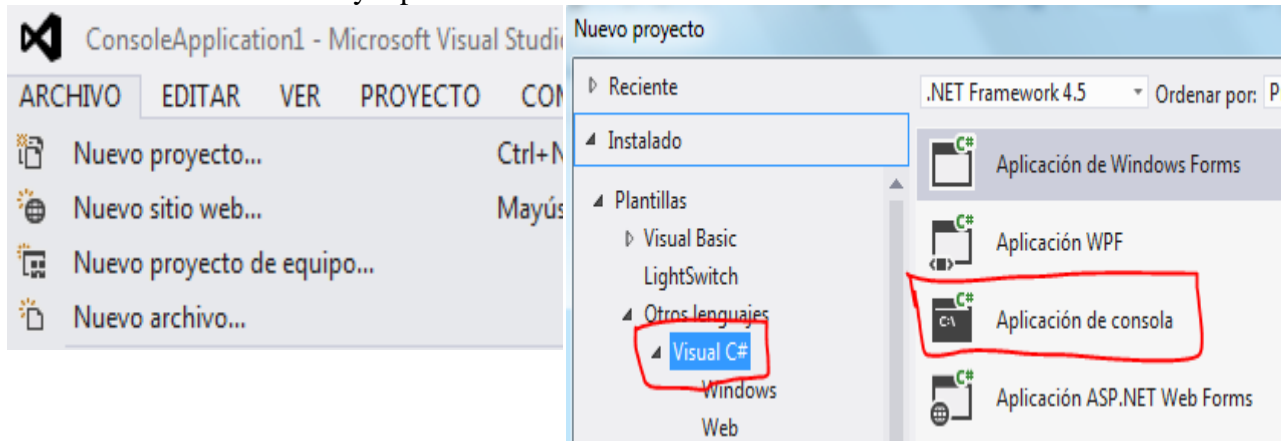 ConsoleApplication1 - Microsoft Visual Studi
ARCHIVO EDITAR VER PROYECTO CO
Nuevo proyecto... Ctrl+N
Nuevo sitio web... Mayús
Nuevo proyecto de equipo...
Nuevo archivo...
Nuevo proyecto
Reciente
Instalado
Plantillas
Visual Basic
LightSwitch
Otros lenguajes
Visual C#
Windows
Web
.NET Framework 4.5 Ordenar por: P
C# Aplicación de Windows Forms
C# Aplicación WPF
C# C:\ Aplicación de consola
C# Aplicación ASP.NET Web Forms